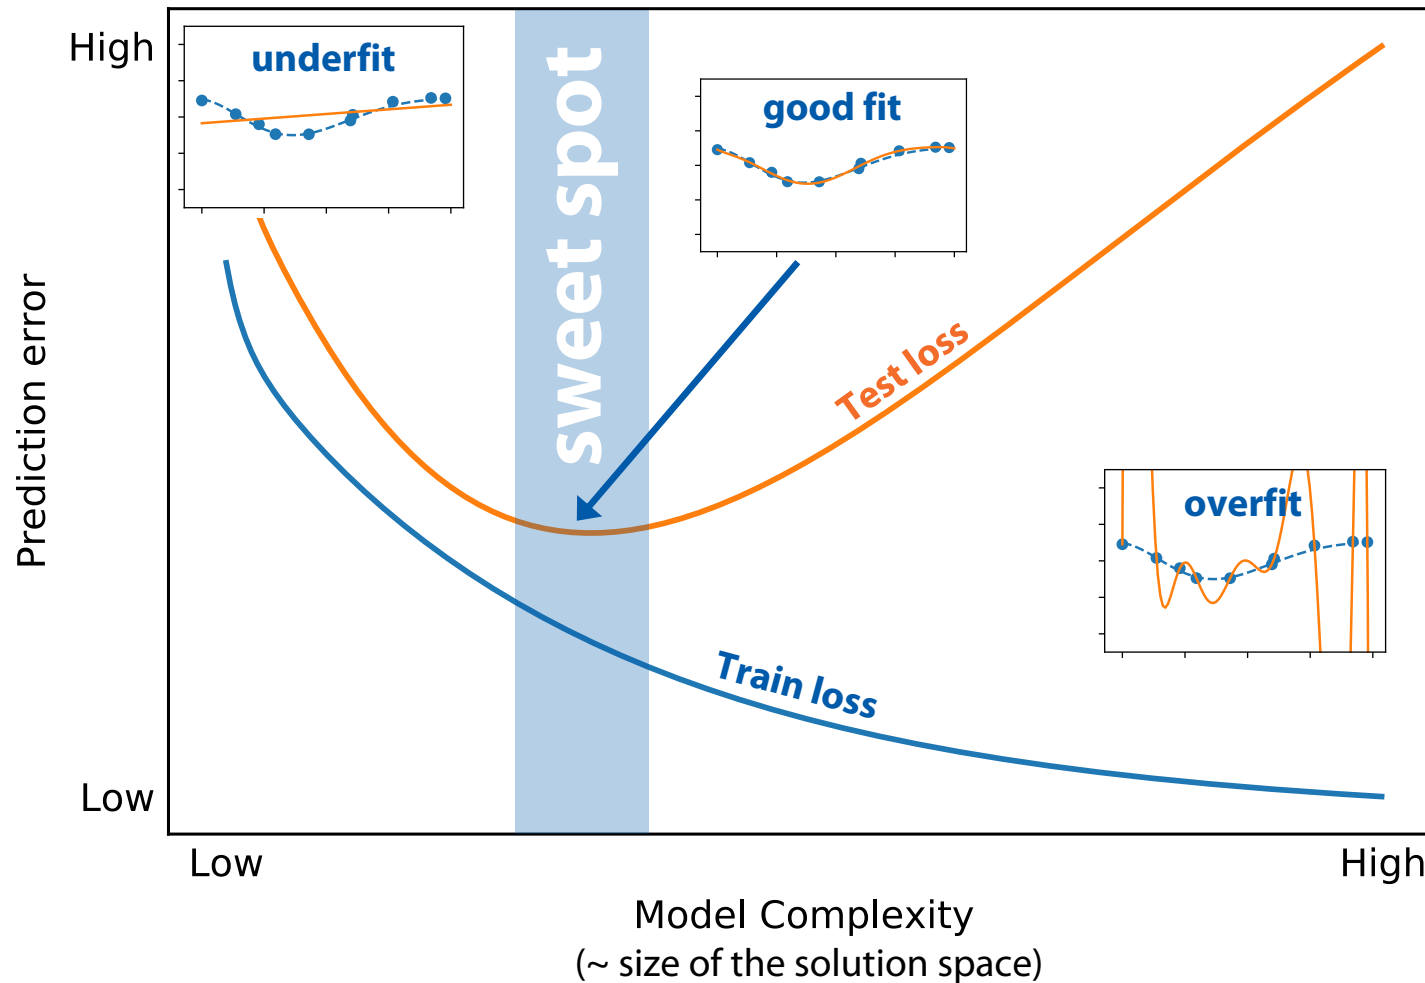 High
underfit
sweet spot
good fit
Prediction error
Test loss
overfit
Train loss
Low
Low
High
Model Complexity
(~ size of the solution space)